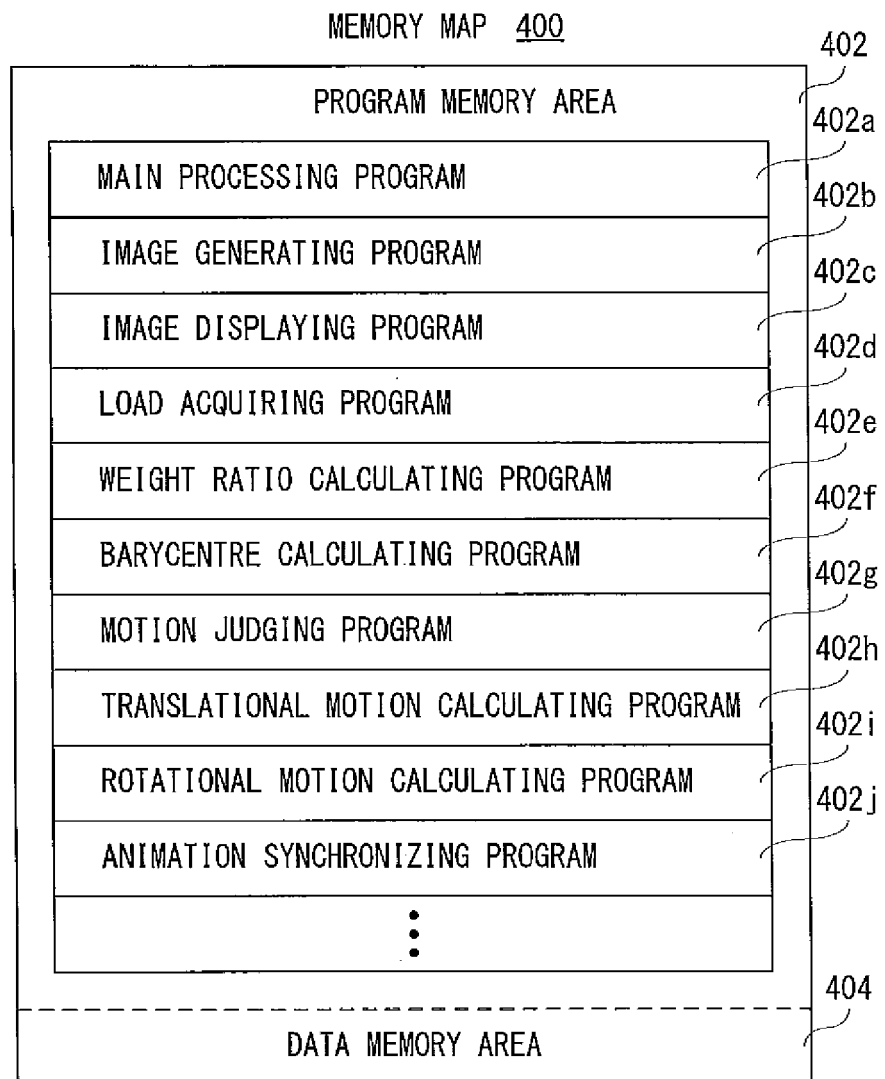 MEMORY MAP 400
402
PROGRAM MEMORY AREA
402a
MAIN PROCESSING PROGRAM
402b
IMAGE GENERATING PROGRAM
402c
IMAGE DISPLAYING PROGRAM
402d
LOAD ACQUIRING PROGRAM
402e
WEIGHT RATIO CALCULATING PROGRAM
402f
BARYCENTRE CALCULATING PROGRAM
402g
MOTION JUDGING PROGRAM
402h
TRANSLATIONAL MOTION CALCULATING PROGRAM
402i
ROTATIONAL MOTION CALCULATING PROGRAM
402j
ANIMATION SYNCHRONIZING PROGRAM
404
DATA MEMORY AREA